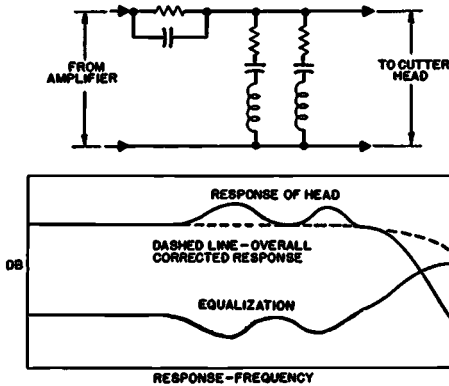 FROM
AMPLIFIER
TO CUTTER
HEAD
RESPONSE OF HEAD
DASHED LINE-OVERALL
CORRECTED RESPONSE
DB
EQUALIZATION
RESPONSE-FREQUENCY